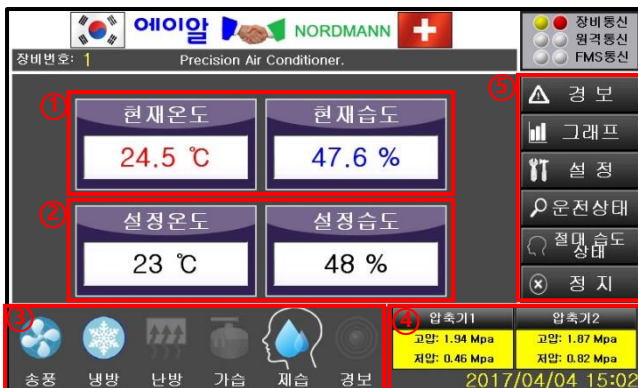 에이알 NORDMANN
장비통신
원격통신
FMS통신
장비번호: 1 Precision Air Conditioner.
①
현재온도 현재습도
24.5 ℃ 47.6 %
②
설정온도 설정습도
23 ℃ 48 %
⑤
경 보
그래프
설 정
운전상태
절대 습도
상태
정 지
③
송풍 냉방 난방 가습 제습 경보
④
압축기1 압축기2
고압: 1.94 Mpa 고압: 1.87 Mpa
저압: 0.46 Mpa 저압: 0.82 Mpa
2017/04/04 15:02